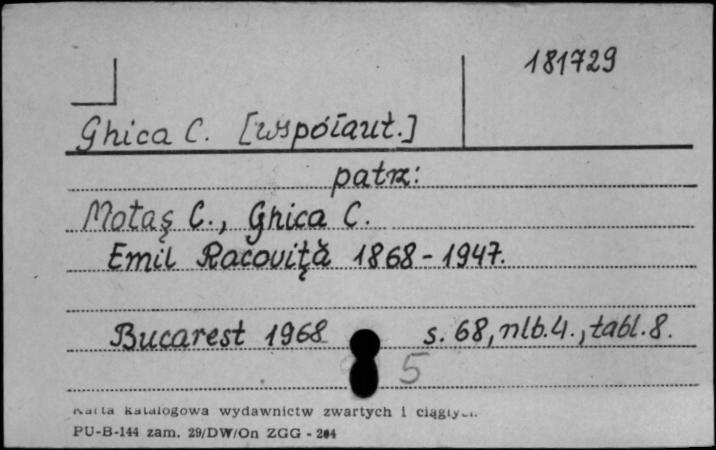 181729
Ghica C. [współaut.]
patrz:
Motaş C., Ghica C.
Emil Racoviţă 1868-1947.
Bucarest 1968 s. 68, nlb. 4., tabl. 8.
5
Karta katalogowa wydawnictw zwartych i ciągłych
PU-B-144 zam. 29/DW/On ZGG - 204